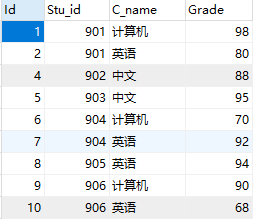 Id Stu_id C_name Grade
1 901 计算机 98
2 901 英语 80
4 902 中文 88
5 903 中文 95
6 904 计算机 70
7 904 英语 92
8 905 英语 94
9 906 计算机 90
10 906 英语 68